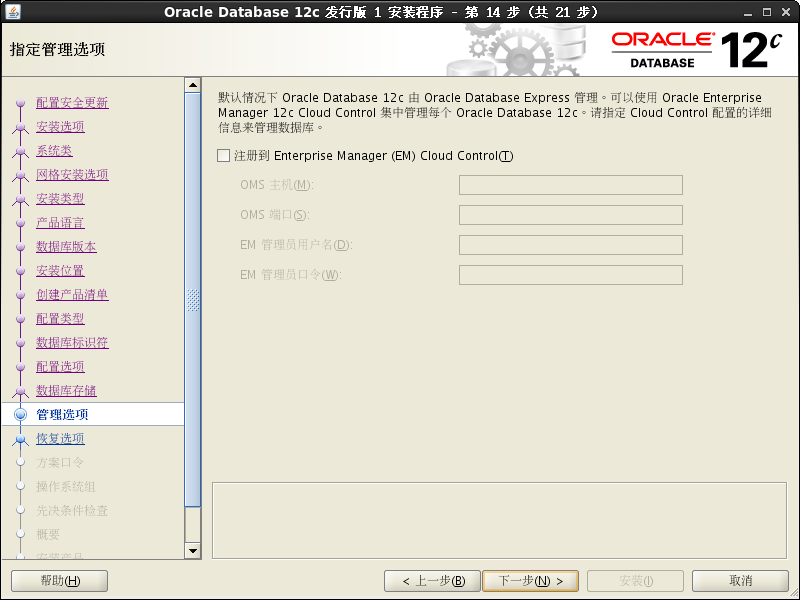 Oracle Database 12c 发行版 1 安装程序 - 第 14 步 (共 21 步)
指定管理选项
ORACLE
DATABASE
12c
配置安全更新
安装选项
系统类
网格安装选项
安装类型
产品语言
数据库版本
安装位置
创建产品清单
配置类型
数据库标识符
配置选项
数据库存储
管理选项
恢复选项
方案口令
操作系统组
先决条件检查
概要
安装产品
默认情况下 Oracle Database 12c 由 Oracle Database Express 管理。可以使用 Oracle Enterprise
Manager 12c Cloud Control 集中管理每个 Oracle Database 12c。请指定 Cloud Control 配置的详细
信息来管理数据库。
注册到 Enterprise Manager (EM) Cloud Control(T)
OMS 主机(M):
OMS 端口(S):
EM 管理员用户名(D):
EM 管理员口令(W):
帮助(H)
< 上一步(B)
下一步(N) >
安装(I)
取消